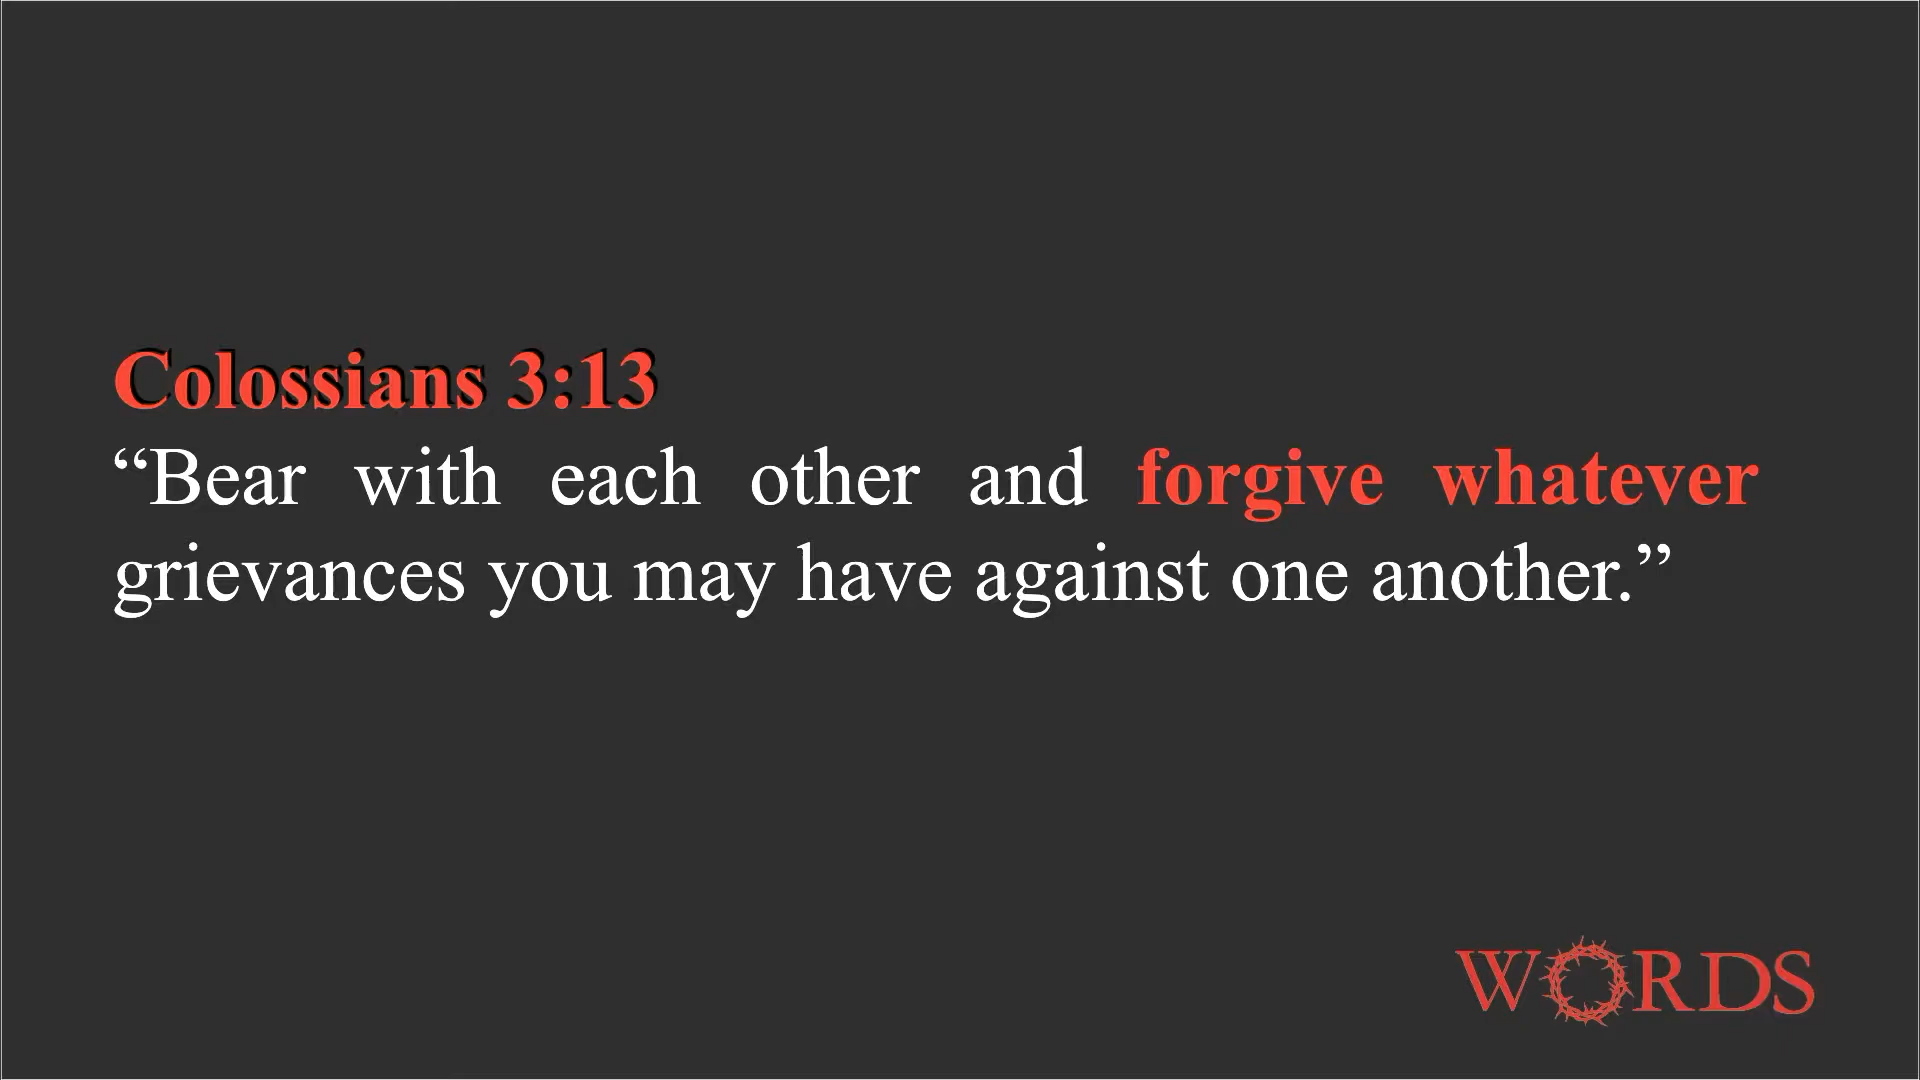 Colossians 3:13
“Bear with each other and forgive whatever
grievances you may have against one another.”
WORDS